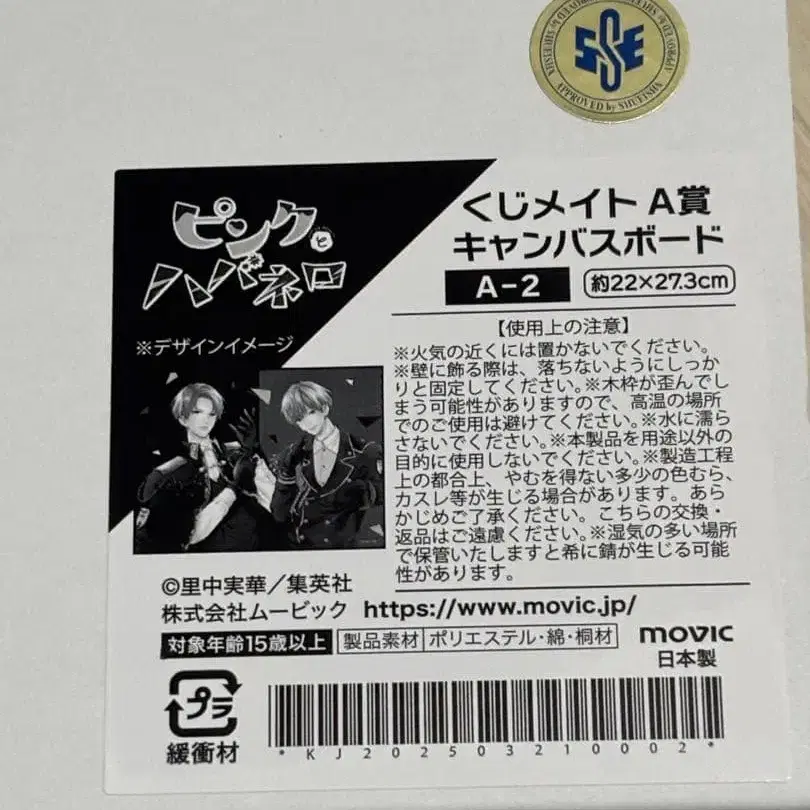 SSE
APPROVED by SHUEISHA
ピンクとハバネロ
※デザインイメージ
くじメイト A賞
キャンバスボード
A-2
約22×27.3cm
【使用上の注意】
※火気の近くには置かないでください。
※壁に飾る際は、落ちないようにしっか
りと固定してください。※木枠が歪んでし
まう可能性がありますので、高温の場所
でのご使用は避けてください。※水に濡ら
さないでください。※本製品を用途以外の
目的に使用しないでください。※製造工程
上の都合上、やむを得ない多少の色むら、
カスレ等が生じる場合があります。あら
かじめご了承ください。こちらの交換・
返品はご遠慮ください。※湿気の多い場所
で保管いたしますと希に錆が生じる可能
性があります。
©里中実華／集英社
株式会社ムービック https://www.movic.jp/
対象年齢15歳以上 製品素材 ポリエステル・綿・桐材
movic
日本製
プラ
緩衝材
*KJ202503210002*